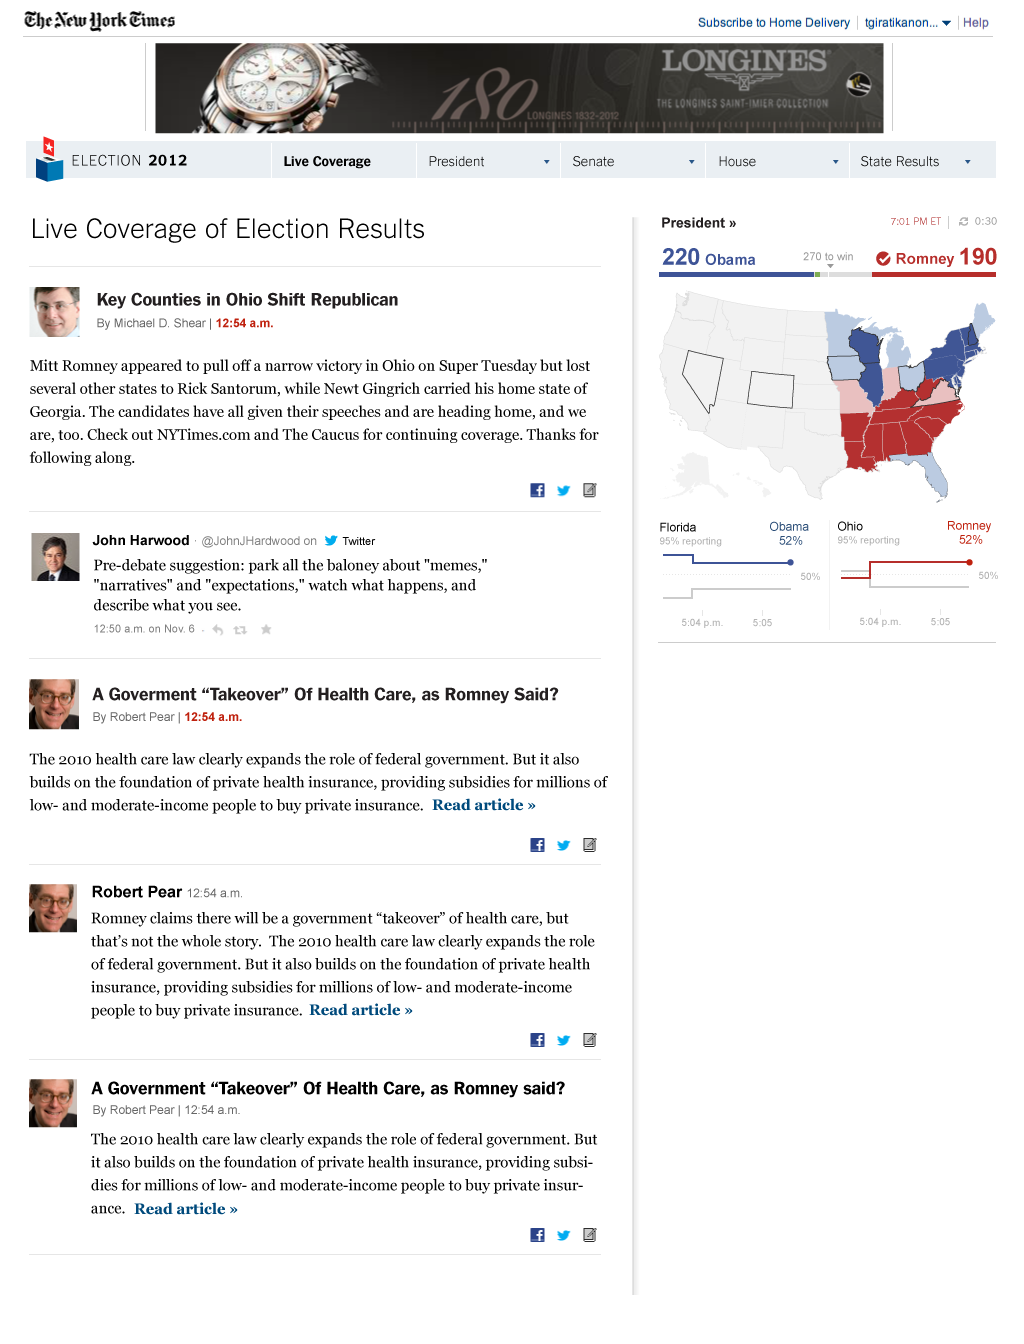 The New York Times
Subscribe to Home Delivery
tgiratikanon...
Help
LONGINES
180
LONGINES 1832-2012
THE LONGINES SAINT-IMIER COLLECTION
ELECTION 2012
Live Coverage
President
Senate
House
State Results
Live Coverage of Election Results
Key Counties in Ohio Shift Republican
By Michael D. Shear | 12:54 a.m.
Mitt Romney appeared to pull off a narrow victory in Ohio on Super Tuesday but lost
several other states to Rick Santorum, while Newt Gingrich carried his home state of
Georgia. The candidates have all given their speeches and are heading home, and we
are, too. Check out NYTimes.com and The Caucus for continuing coverage. Thanks for
following along.
John Harwood · @JohnJHardwood on Twitter
Pre-debate suggestion: park all the baloney about "memes,"
"narratives" and "expectations," watch what happens, and
describe what you see.
12:50 a.m. on Nov. 6 -
A Goverment “Takeover” Of Health Care, as Romney Said?
By Robert Pear | 12:54 a.m.
The 2010 health care law clearly expands the role of federal government. But it also
builds on the foundation of private health insurance, providing subsidies for millions of
low- and moderate-income people to buy private insurance. Read article »
Robert Pear 12:54 a.m.
Romney claims there will be a government “takeover” of health care, but
that’s not the whole story. The 2010 health care law clearly expands the role
of federal government. But it also builds on the foundation of private health
insurance, providing subsidies for millions of low- and moderate-income
people to buy private insurance. Read article »
A Government “Takeover” Of Health Care, as Romney said?
By Robert Pear | 12:54 a.m.
The 2010 health care law clearly expands the role of federal government. But
it also builds on the foundation of private health insurance, providing subsi-
dies for millions of low- and moderate-income people to buy private insur-
ance. Read article »
President »
7:01 PM ET
0:30
220 Obama
270 to win
Romney 190
Florida
Obama
95% reporting
52%
50%
5:04 p.m.
5:05
Ohio
Romney
95% reporting
52%
50%
5:04 p.m.
5:05